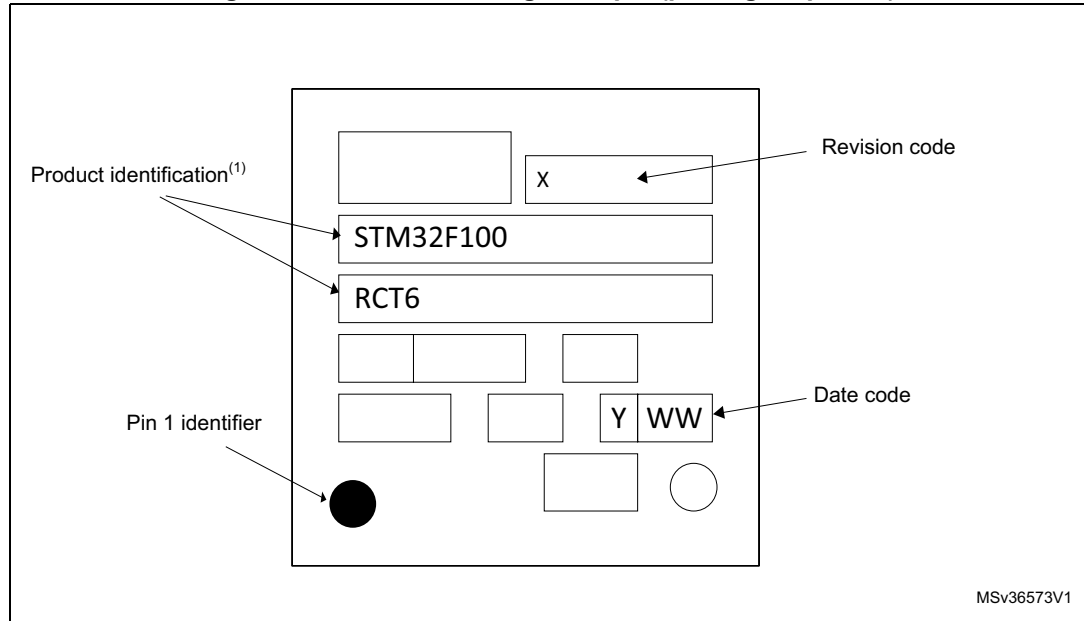 Revision code
Product identification(1)
X
STM32F100
RCT6
Date code
Pin 1 identifier
Y WW
MSv36573V1